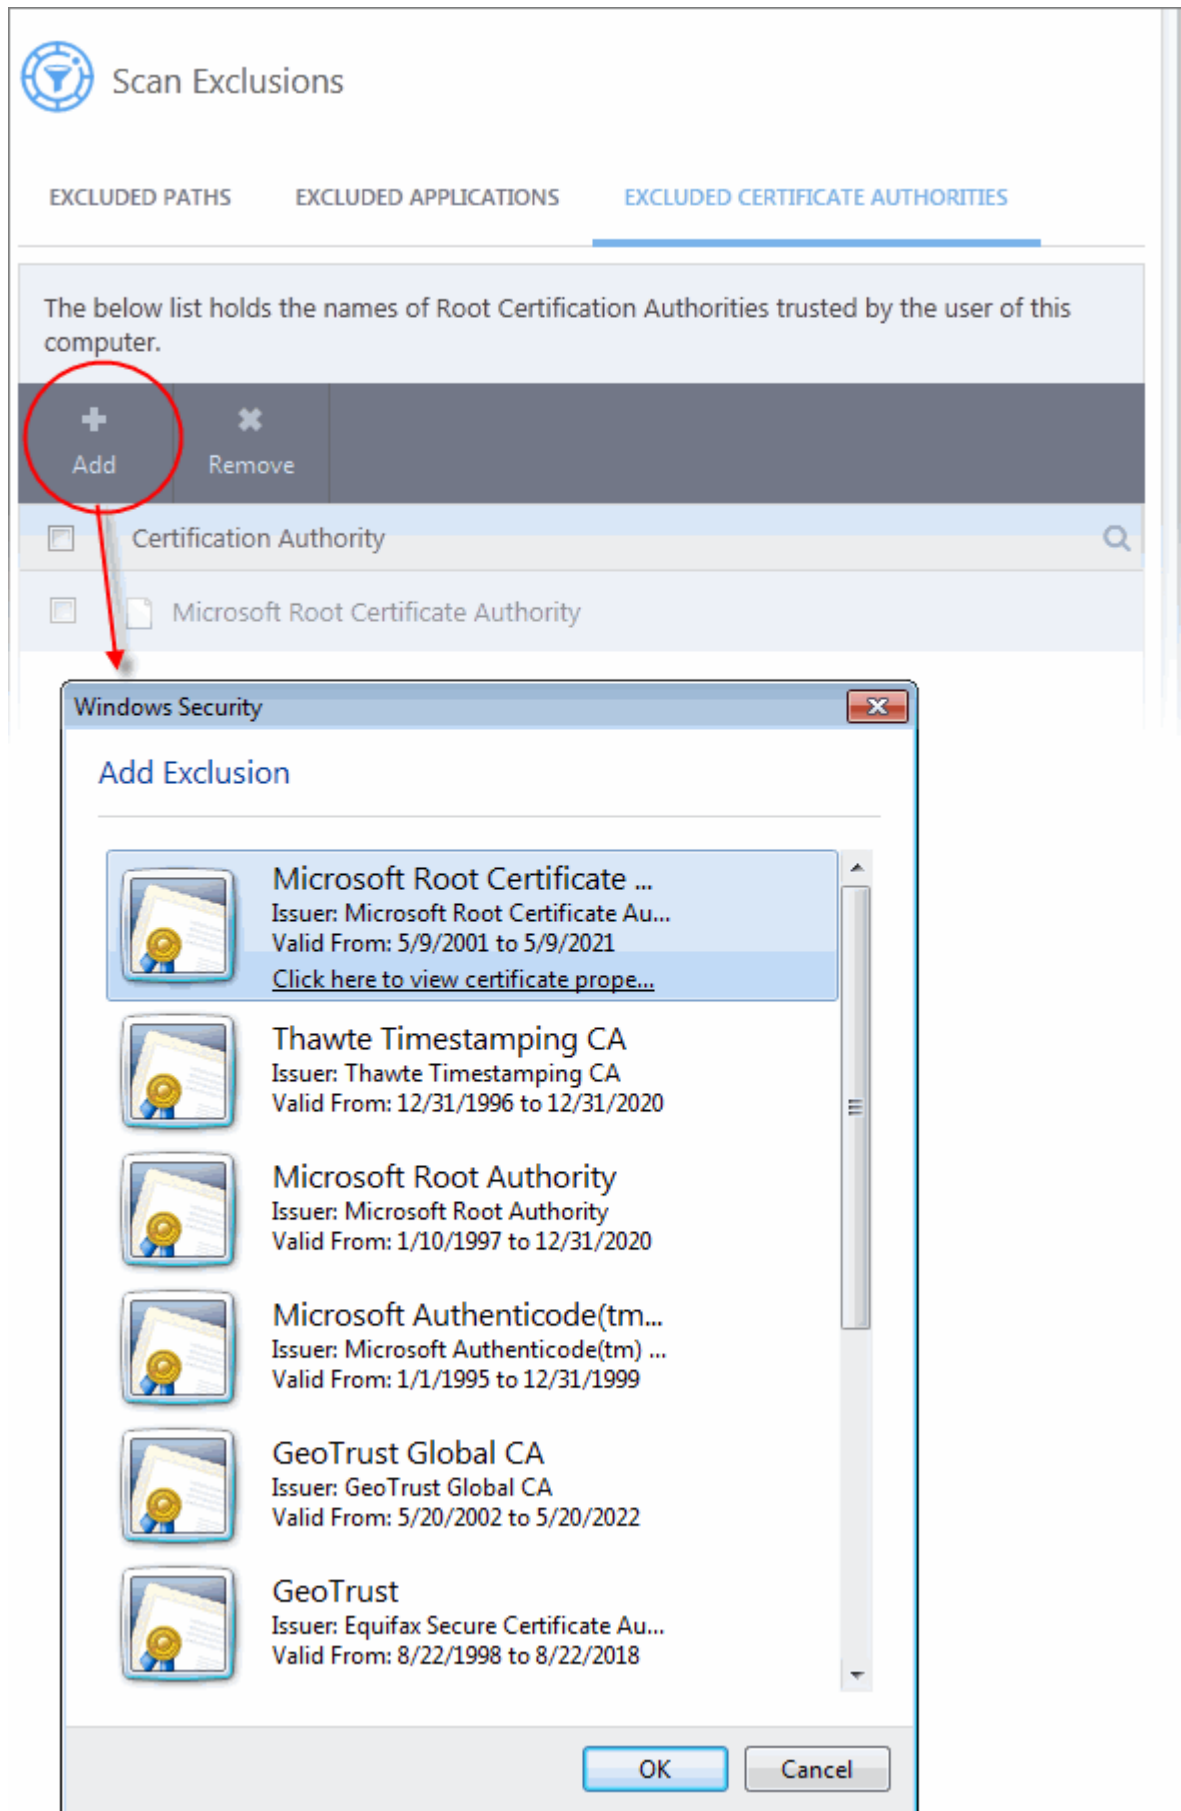 Scan Exclusions
EXCLUDED PATHS EXCLUDED APPLICATIONS EXCLUDED CERTIFICATE AUTHORITIES
The below list holds the names of Root Certification Authorities trusted by the user of this
computer.
Add Remove
Certification Authority
Microsoft Root Certificate Authority
Windows Security
Add Exclusion
Microsoft Root Certificate ...
Issuer: Microsoft Root Certificate Au...
Valid From: 5/9/2001 to 5/9/2021
Click here to view certificate prope...
Thawte Timestamping CA
Issuer: Thawte Timestamping CA
Valid From: 12/31/1996 to 12/31/2020
Microsoft Root Authority
Issuer: Microsoft Root Authority
Valid From: 1/10/1997 to 12/31/2020
Microsoft Authenticode(tm...
Issuer: Microsoft Authenticode(tm) ...
Valid From: 1/1/1995 to 12/31/1999
GeoTrust Global CA
Issuer: GeoTrust Global CA
Valid From: 5/20/2002 to 5/20/2022
GeoTrust
Issuer: Equifax Secure Certificate Au...
Valid From: 8/22/1998 to 8/22/2018
OK Cancel